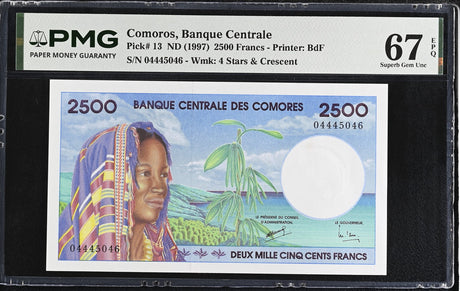 PMG
PAPER MONEY GUARANTY
Comoros, Banque Centrale
Pick# 13 ND (1997) 2500 Francs - Printer: BdF
S/N 04445046 - Wmk: 4 Stars & Crescent
67 EPQ
Superb Gem Unc
2500 BANQUE CENTRALE DES COMORES 2500
04445046
LE PRÉSIDENT DU CONSEIL
D'ADMINISTRATION
LE GOUVERNEUR
04445046
DEUX MILLE CINQ CENTS FRANCS